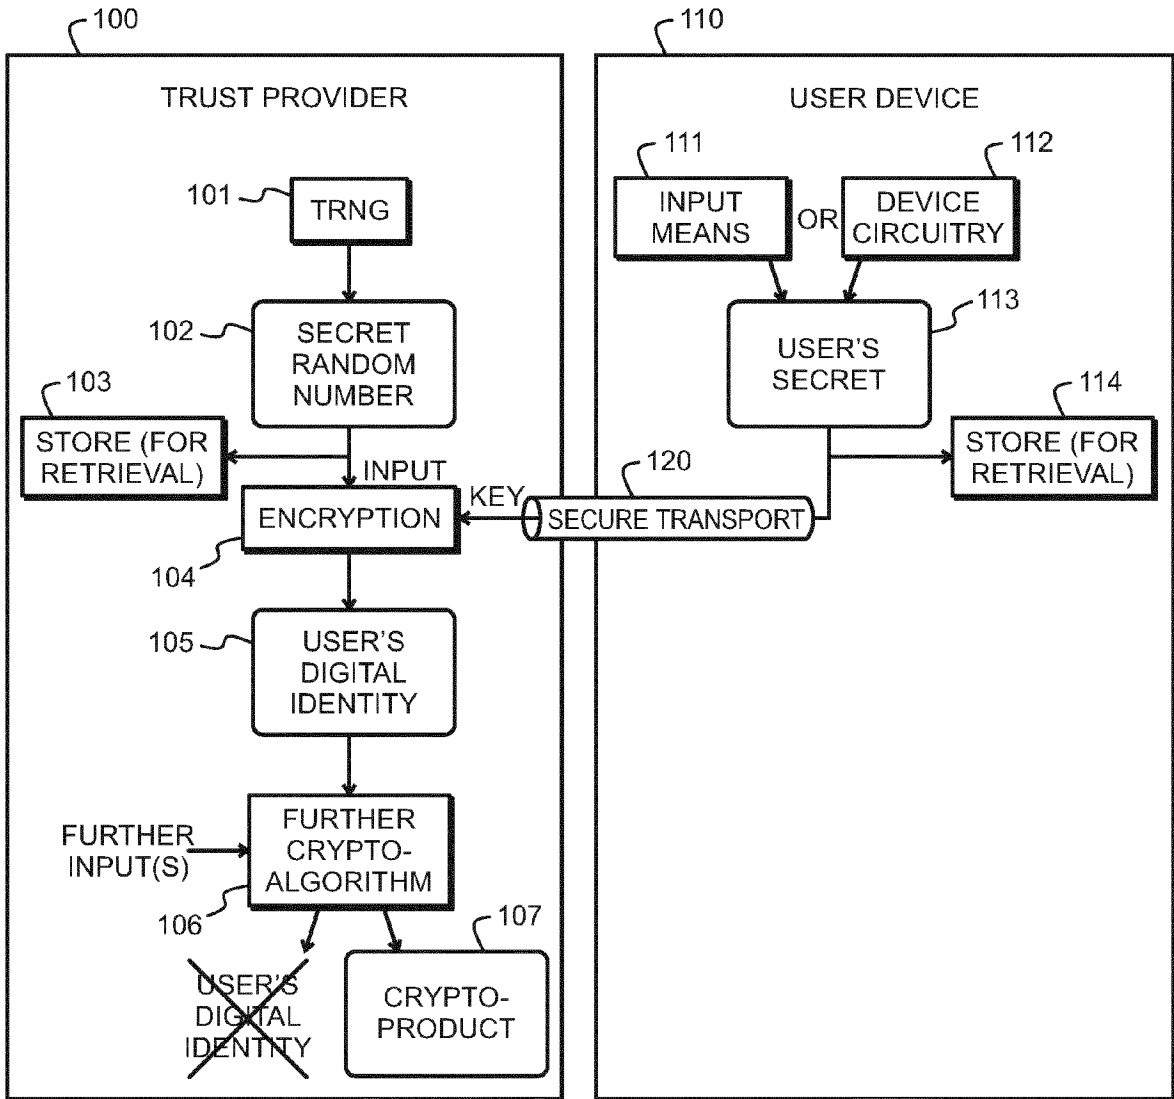 100
110
TRUST PROVIDER
USER DEVICE
101
TRNG
111
INPUT
MEANS
OR
112
DEVICE
CIRCUITRY
102
SECRET
RANDOM
NUMBER
113
USER'S
SECRET
103
STORE (FOR
RETRIEVAL)
114
STORE (FOR
RETRIEVAL)
INPUT
KEY
120
SECURE TRANSPORT
ENCRYPTION
104
105
USER'S
DIGITAL
IDENTITY
FURTHER
INPUT(S)
FURTHER
CRYPTO-
ALGORITHM
106
107
USER'S
DIGITAL
IDENTITY
CRYPTO-
PRODUCT